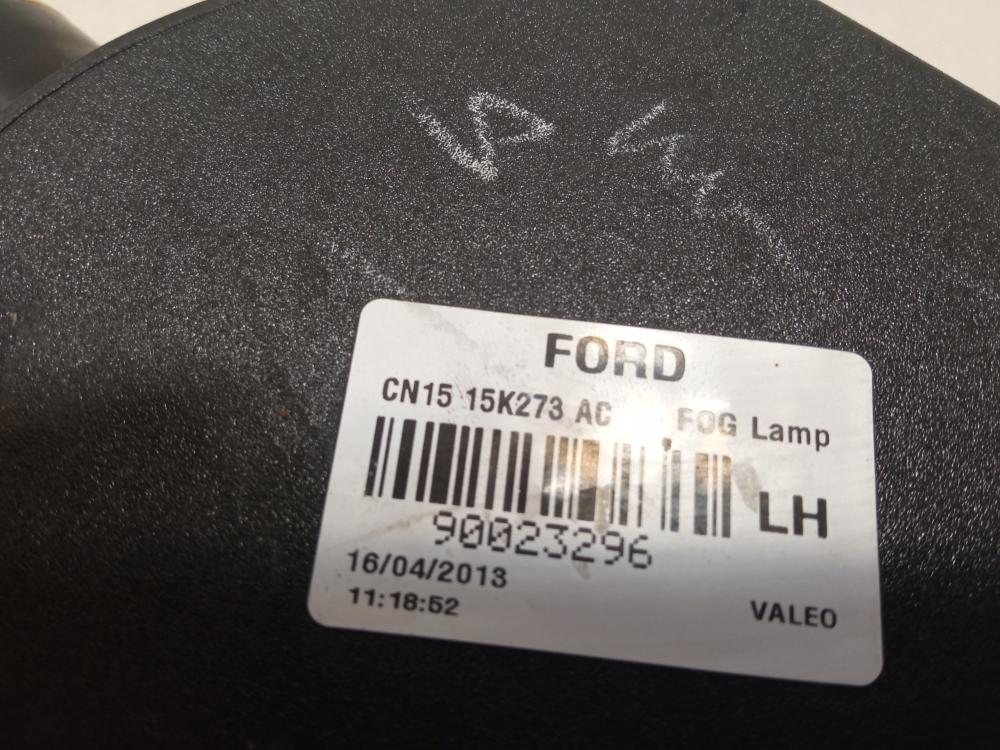 FORD
CN15 15K273 AC FOG Lamp
LH
90023296
16/04/2013
11:18:52
VALEO